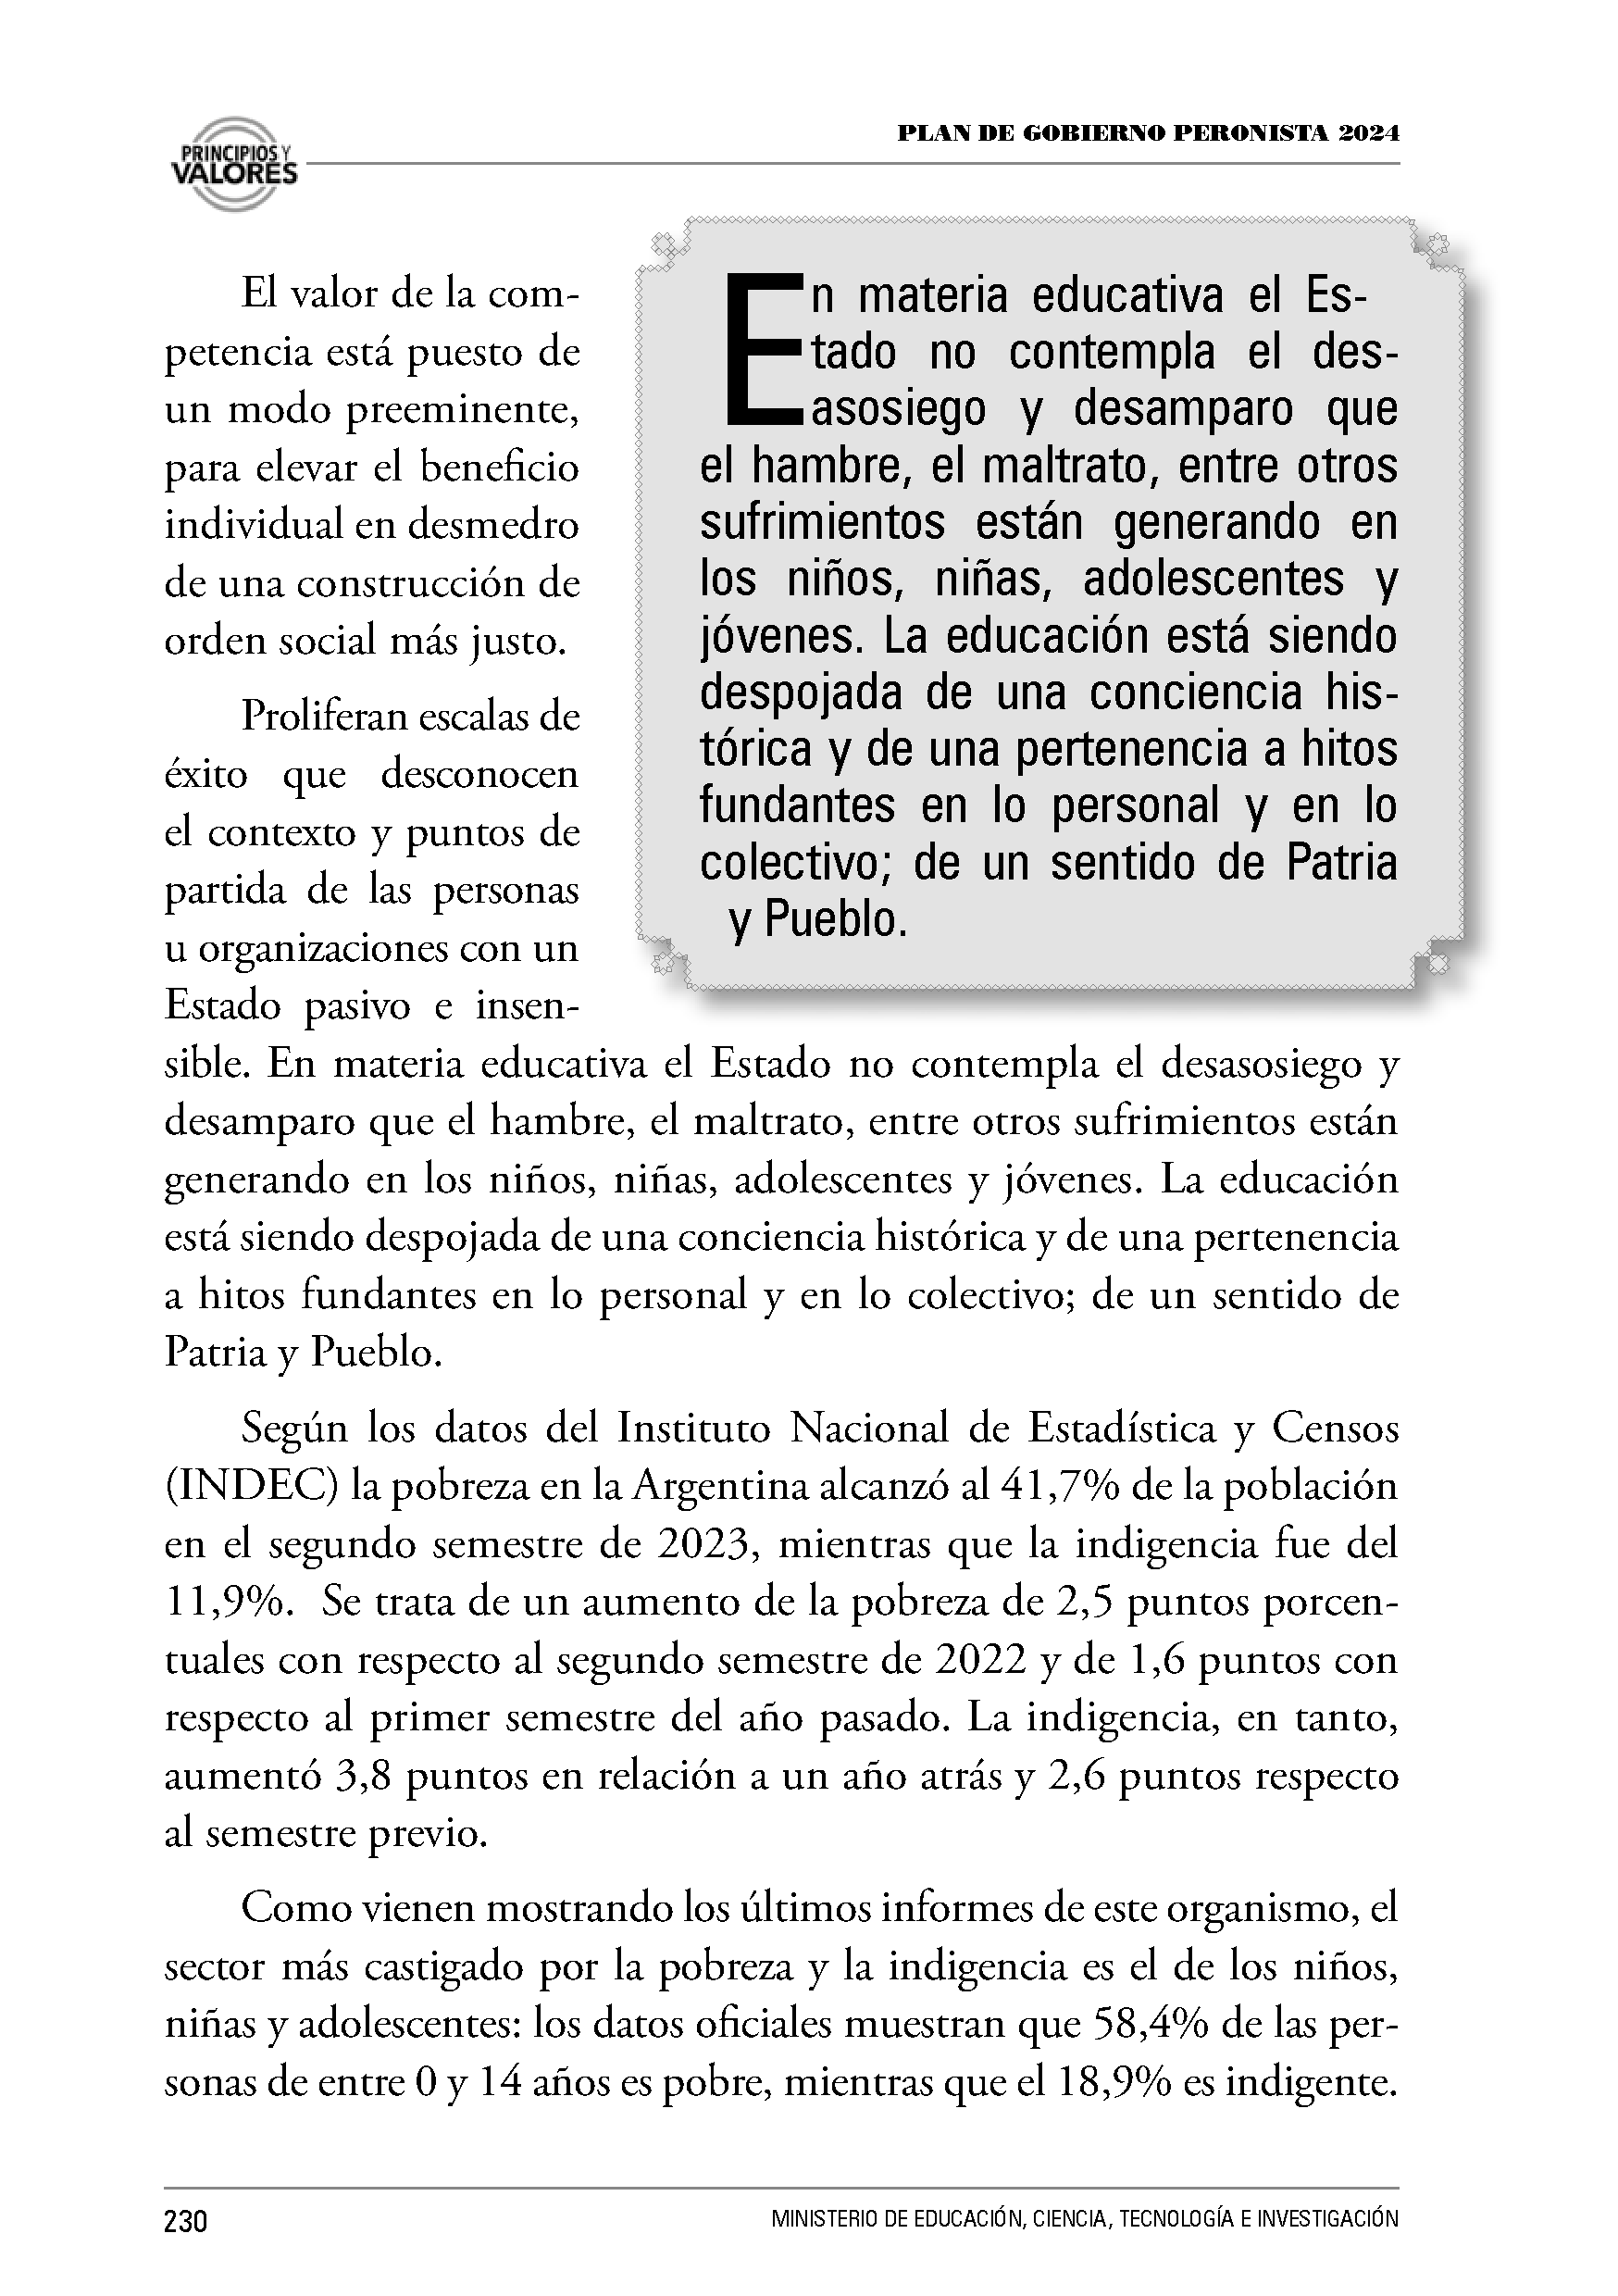 PRINCIPIOS Y
VALORES
PLAN DE GOBIERNO PERONISTA 2024
El valor de la com-
petencia está puesto de
un modo preeminente,
para elevar el beneficio
individual en desmedro
de una construcción de
orden social más justo.
Proliferan escalas de
éxito que desconocen
el contexto y puntos de
partida de las personas
u organizaciones con un
Estado pasivo e insen-
En materia educativa el Es-
tado no contempla el des-
asosiego y desamparo que
el hambre, el maltrato, entre otros
sufrimientos están generando en
los niños, niñas, adolescentes y
jóvenes. La educación está siendo
despojada de una conciencia his-
tórica y de una pertenencia a hitos
fundantes en lo personal y en lo
colectivo; de un sentido de Patria
y Pueblo.
sible. En materia educativa el Estado no contempla el desasosiego y
desamparo que el hambre, el maltrato, entre otros sufrimientos están
generando en los niños, niñas, adolescentes y jóvenes. La educación
está siendo despojada de una conciencia histórica y de una pertenencia
a hitos fundantes en lo personal y en lo colectivo; de un sentido de
Patria y Pueblo.
Según los datos del Instituto Nacional de Estadística y Censos
(INDEC) la pobreza en la Argentina alcanzó al 41,7% de la población
en el segundo semestre de 2023, mientras que la indigencia fue del
11,9%. Se trata de un aumento de la pobreza de 2,5 puntos porcen-
tuales con respecto al segundo semestre de 2022 y de 1,6 puntos con
respecto al primer semestre del año pasado. La indigencia, en tanto,
aumentó 3,8 puntos en relación a un año atrás y 2,6 puntos respecto
al semestre previo.
Como vienen mostrando los últimos informes de este organismo, el
sector más castigado por la pobreza y la indigencia es el de los niños,
niñas y adolescentes: los datos oficiales muestran que 58,4% de las per-
sonas de entre 0 y 14 años es pobre, mientras que el 18,9% es indigente.
230
MINISTERIO DE EDUCACIÓN, CIENCIA, TECNOLOGÍA E INVESTIGACIÓN